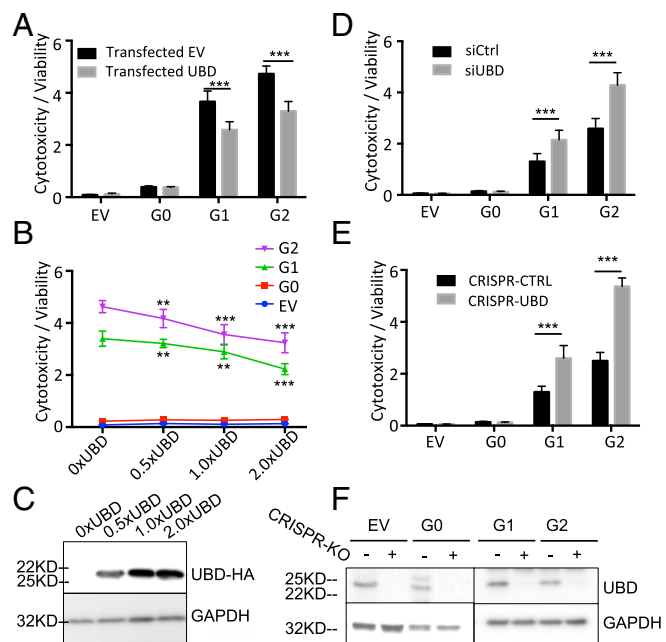 A
Transfected EV
Transfected UBD
***
***
Cytotoxicity / Viability
6
4
2
0
EV
G0
G1
G2
B
G2
G1
G0
EV
Cytotoxicity / Viability
6
4
2
0
**
***
***
**
**
***
0xUBD
0.5xUBD
1.0xUBD
2.0xUBD
C
0xUBD
0.5xUBD
1.0xUBD
2.0xUBD
22KD
25KD
UBD-HA
32KD
GAPDH
D
siCtrl
siUBD
***
***
Cytotoxicity / Viability
6
4
2
0
EV
G0
G1
G2
E
CRISPR-CTRL
CRISPR-UBD
***
***
Cytotoxicity / Viability
6
4
2
0
EV
G0
G1
G2
F
CRISPR-KO
EV G0 G1 G2
- + - + - + - +
25KD--
22KD--
UBD
32KD--
GAPDH